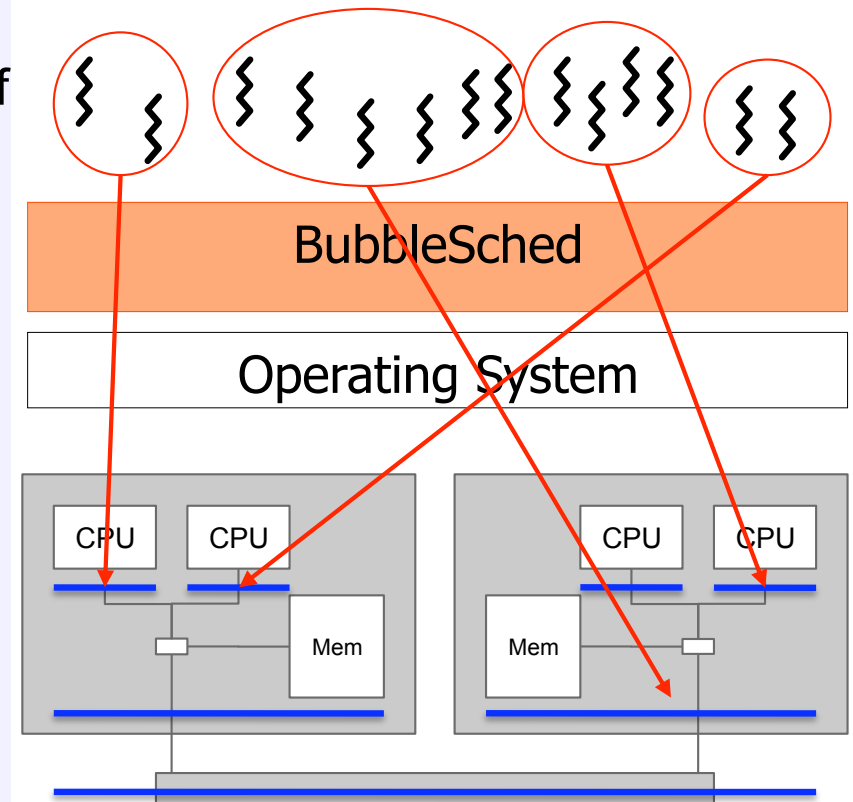 f
BubbleSched
Operating System
CPU CPU CPU CPU
Mem Mem